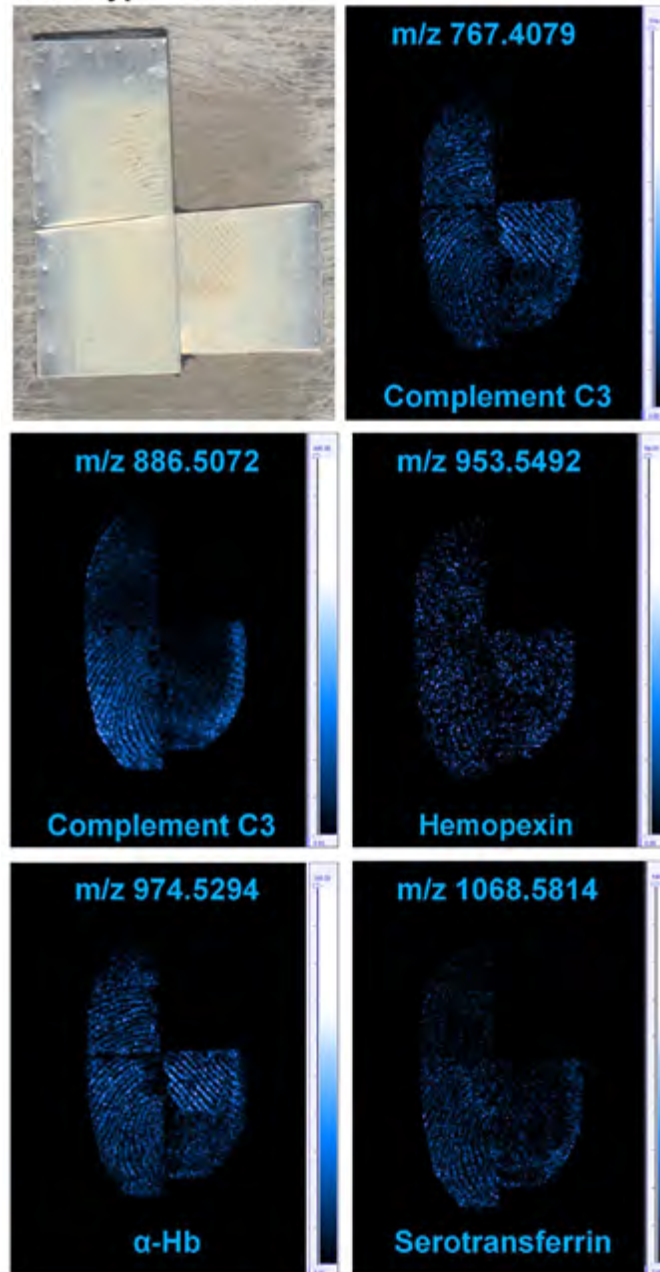 m/z 767.4079
Complement C3
m/z 886.5072
Complement C3
m/z 953.5492
Hemopexin
m/z 974.5294
α-Hb
m/z 1068.5814
Serotransferrin